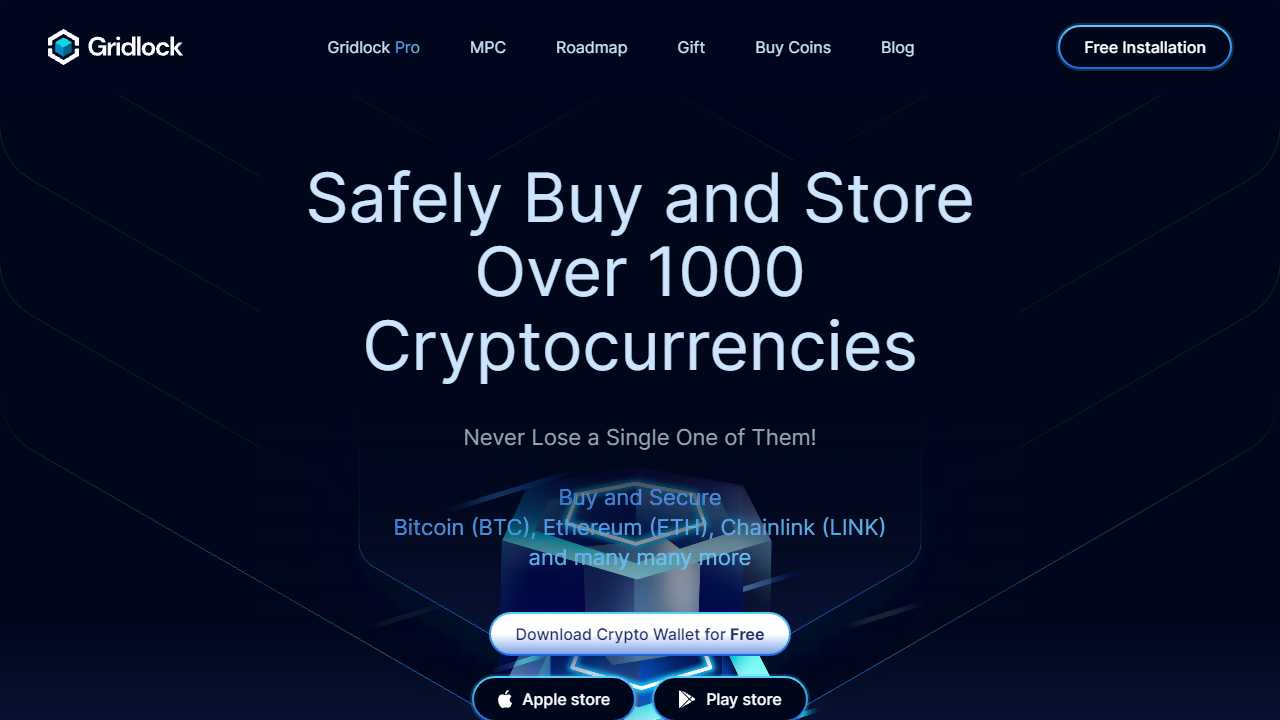 Gridlock
Gridlock Pro
MPC
Roadmap
Gift
Buy Coins
Blog
Free Installation
Safely Buy and Store
Over 1000
Cryptocurrencies
Never Lose a Single One of Them!
Buy and Secure
Bitcoin (BTC), Ethereum (ETH), Chainlink (LINK)
and many many more
Download Crypto Wallet for Free
Apple store
Play store